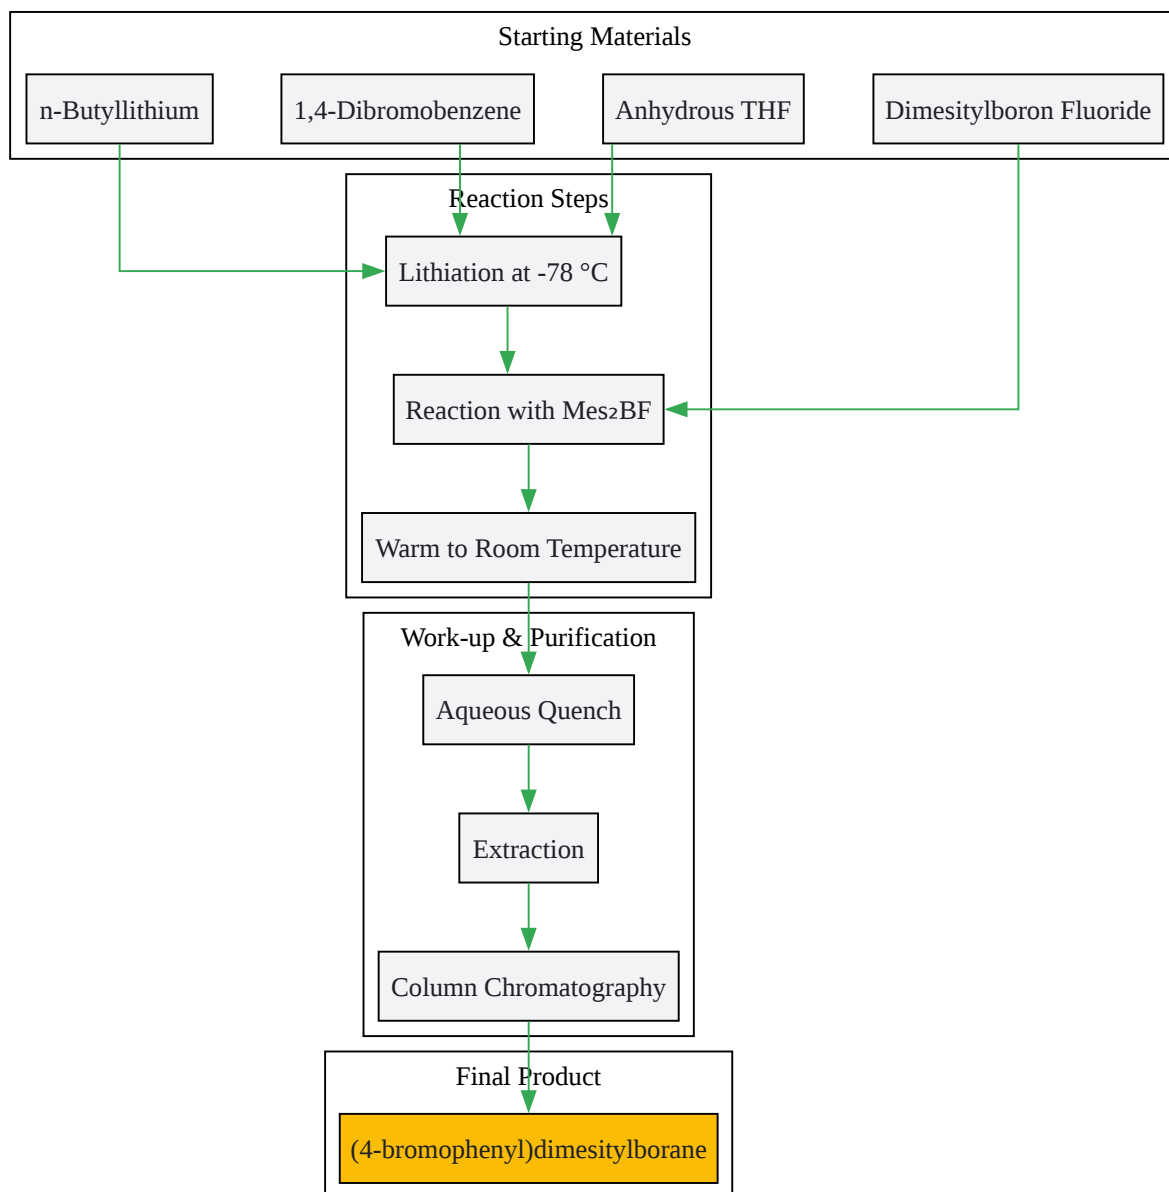 Starting Materials
n-Butyllithium
1,4-Dibromobenzene
Anhydrous THF
Dimesitylboron Fluoride
Reaction Steps
Lithiation at -78 °C
Reaction with Mes₂BF
Warm to Room Temperature
Work-up & Purification
Aqueous Quench
Extraction
Column Chromatography
Final Product
(4-bromophenyl)dimesitylborane